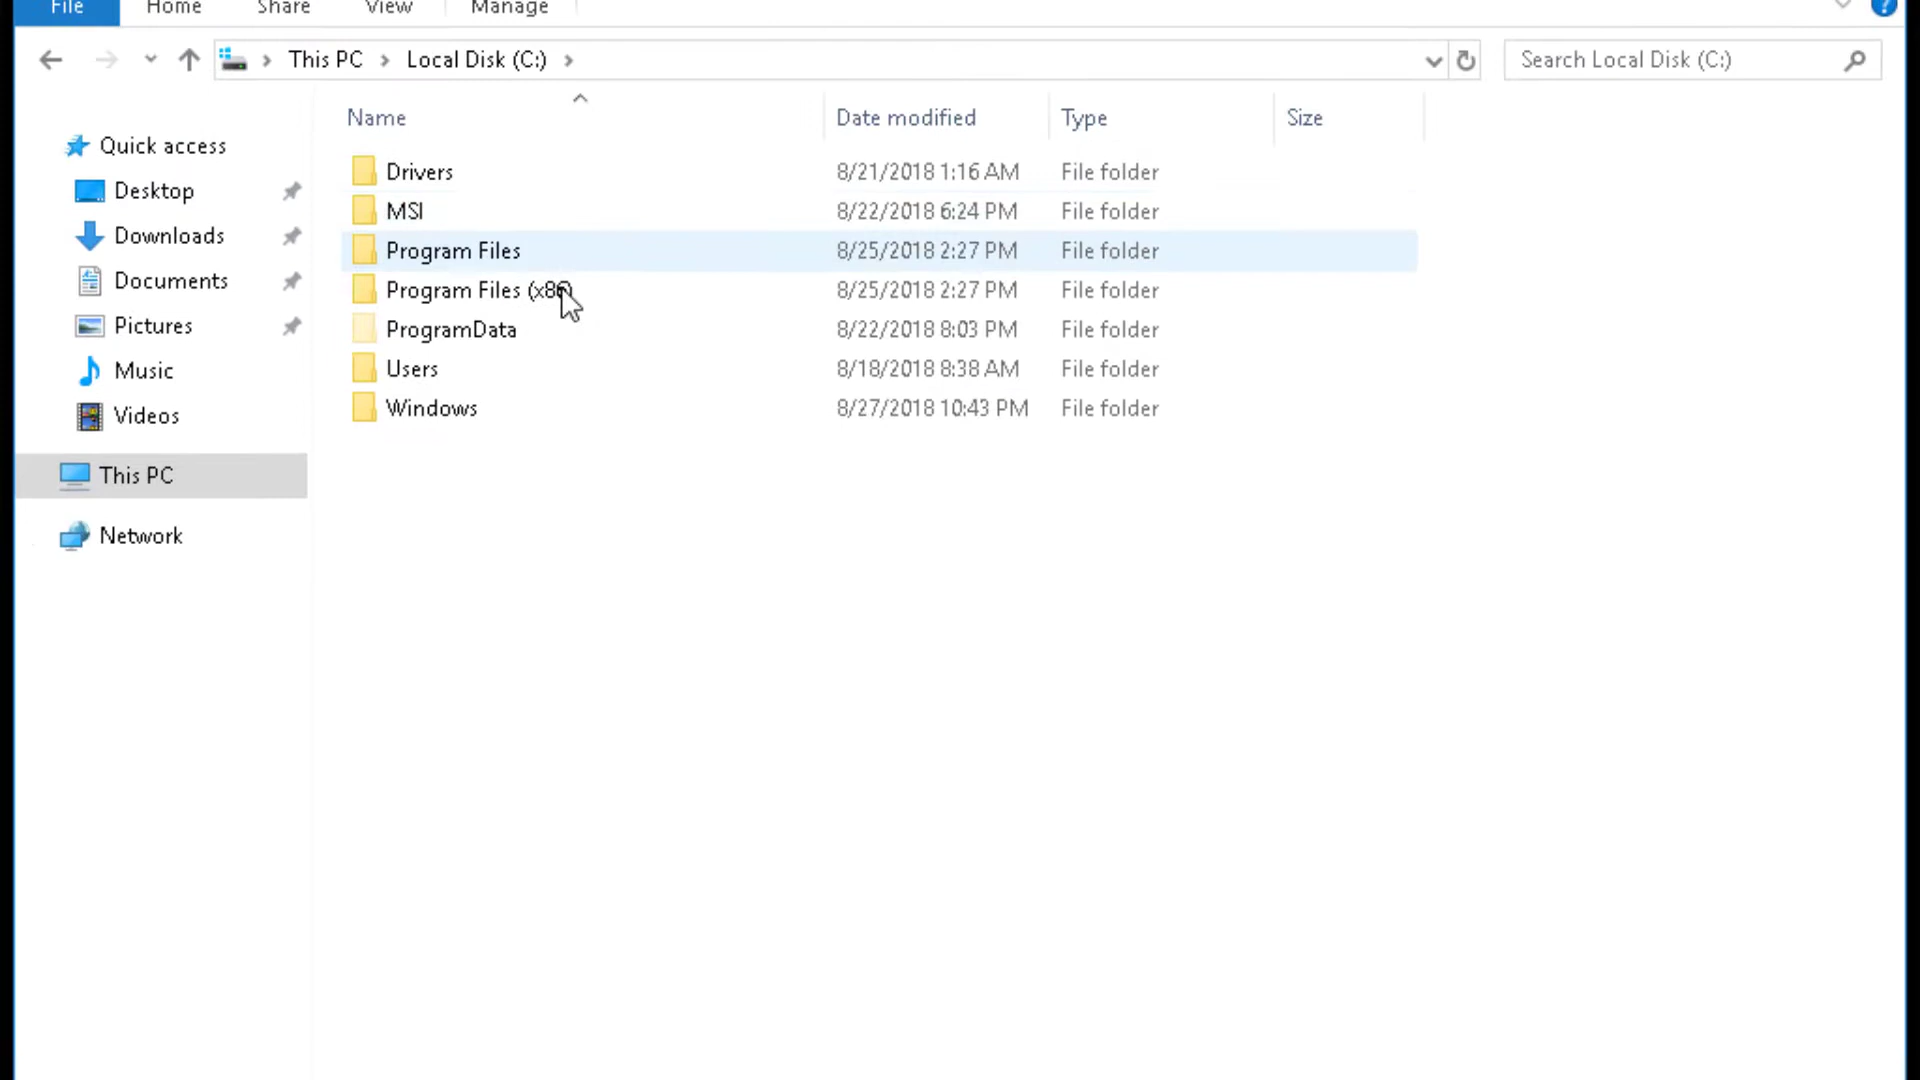 File Home Share View Manage
This PC Local Disk (C:) Search Local Disk (C:)
Name Date modified Type Size
Quick access
Desktop
Downloads
Documents
Pictures
Music
Videos
This PC
Network
Drivers 8/21/2018 1:16 AM File folder
MSI 8/22/2018 6:24 PM File folder
Program Files 8/25/2018 2:27 PM File folder
Program Files (x86) 8/25/2018 2:27 PM File folder
ProgramData 8/22/2018 8:03 PM File folder
Users 8/18/2018 8:38 AM File folder
Windows 8/27/2018 10:43 PM File folder